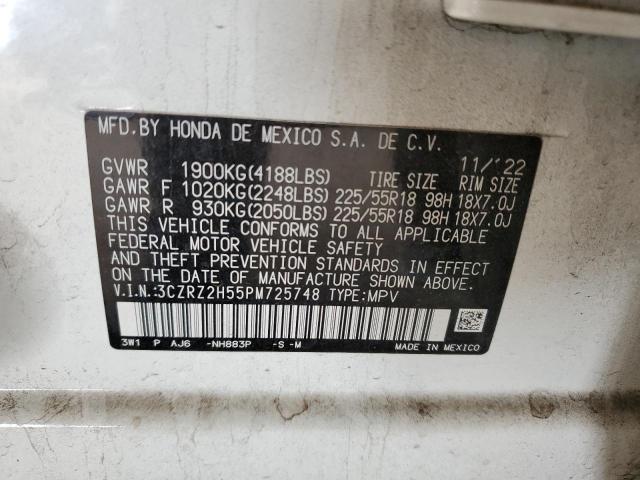 MFD.BY HONDA DE MEXICO S.A. DE C.V.
11/'22
GVWR 1900KG(4188LBS) TIRE SIZE RIM SIZE
GAWR F 1020KG(2248LBS) 225/55R18 98H 18X7.0J
GAWR R 930KG(2050LBS) 225/55R18 98H 18X7.0J
THIS VEHICLE CONFORMS TO ALL APPLICABLE
FEDERAL MOTOR VEHICLE SAFETY
AND THEFT PREVENTION STANDARDS IN EFFECT
ON THE DATE OF MANUFACTURE SHOWN ABOVE.
V.I.N.:3CZRZ2H55PM725748 TYPE:MPV
3W1 P AJ6 -NH883P -S-M MADE IN MEXICO